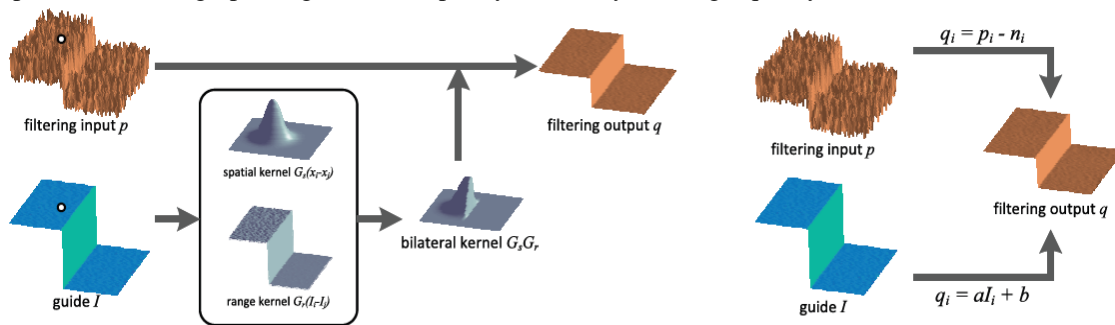 filtering input p
spatial kernel Gs(xi-xj)
range kernel Gr(Ii-Ij)
guide I
bilateral kernel GsGr
filtering output q
qi = pi - ni
filtering input p
filtering output q
guide I
qi = aIi + b